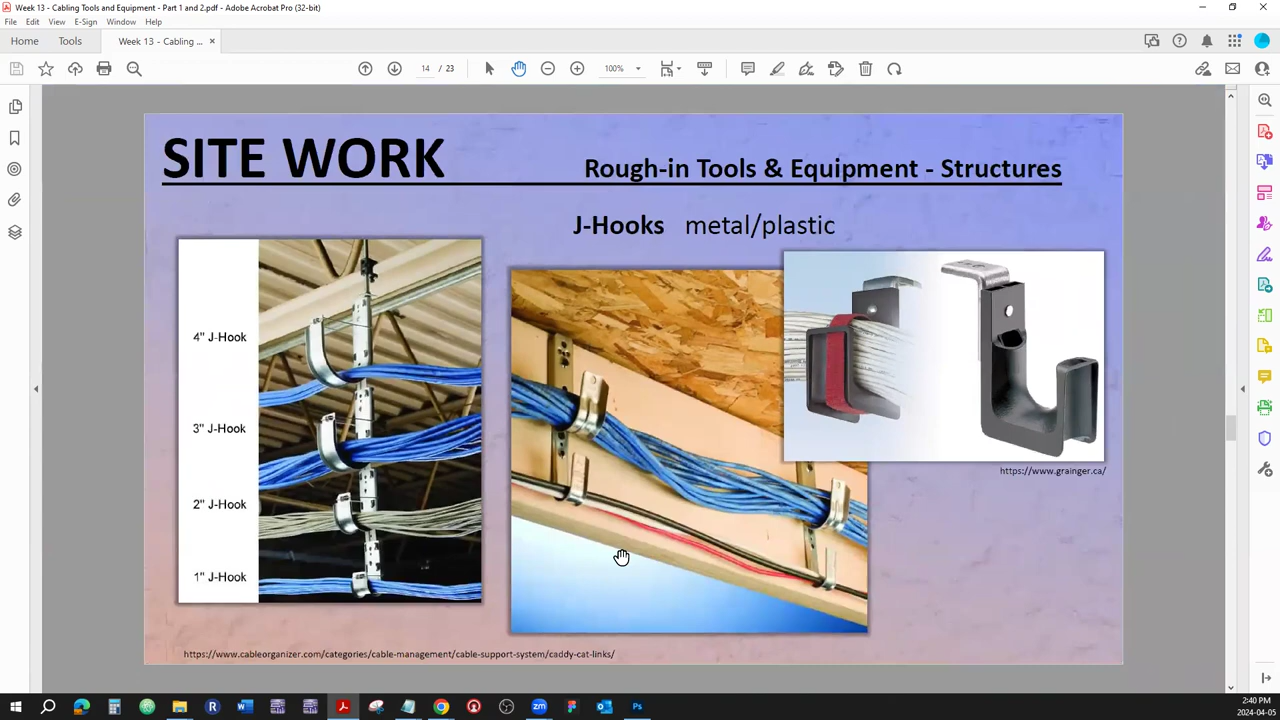 Week 13 - Cabling Tools and Equipment - Part 1 and 2.pdf - Adobe Acrobat Pro (32-bit)
File Edit View E-Sign Window Help
Home Tools Week 13 - Cabling ... ×
14 / 23 100%
SITE WORK Rough-in Tools & Equipment - Structures
J-Hooks metal/plastic
4" J-Hook
3" J-Hook
2" J-Hook
1" J-Hook
https://www.grainger.ca/
https://www.cableorganizer.com/categories/cable-management/cable-support-system/caddy-cat-links/
2:40 PM
2024-04-05